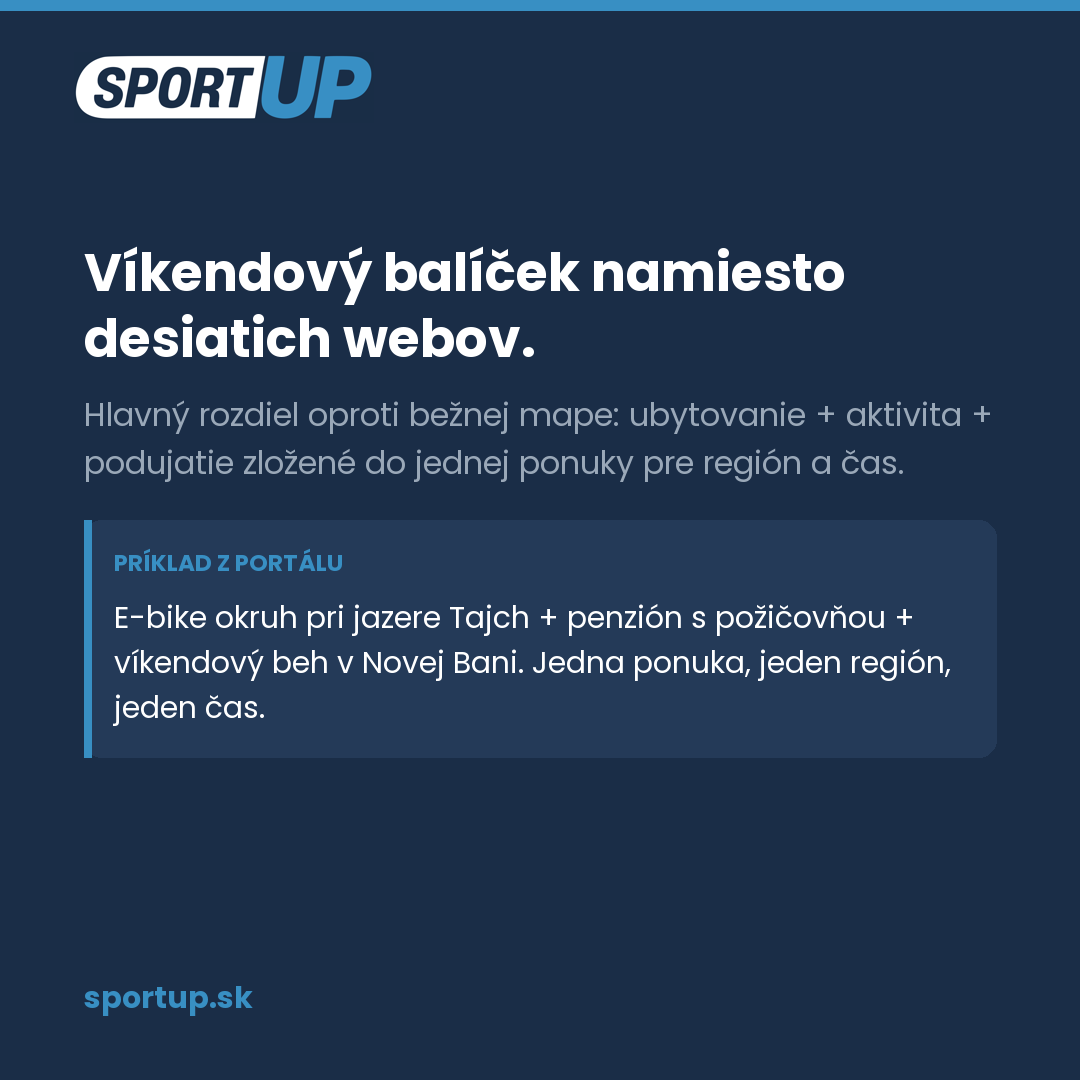 SPORTUP
Víkendový balíček namiesto
desiatich webov.
Hlavný rozdiel oproti bežnej mape: ubytovanie + aktivita +
podujatie zložené do jednej ponuky pre región a čas.
PRÍKLAD Z PORTÁLU
E-bike okruh pri jazere Tajch + penzión s požičovňou +
víkendový beh v Novej Bani. Jedna ponuka, jeden región,
jeden čas.
sportup.sk